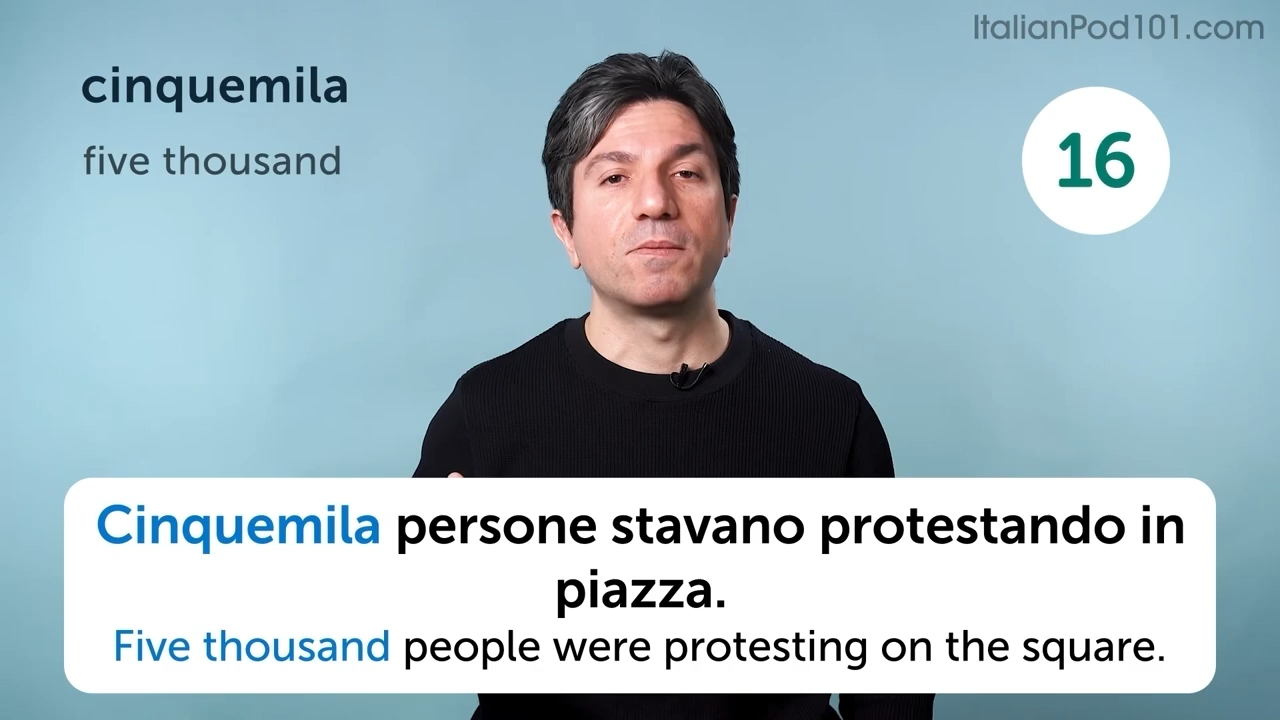 ItalianPod101.com
cinquemila
five thousand
16
Cinquemila persone stavano protestando in
piazza.
Five thousand people were protesting on the square.